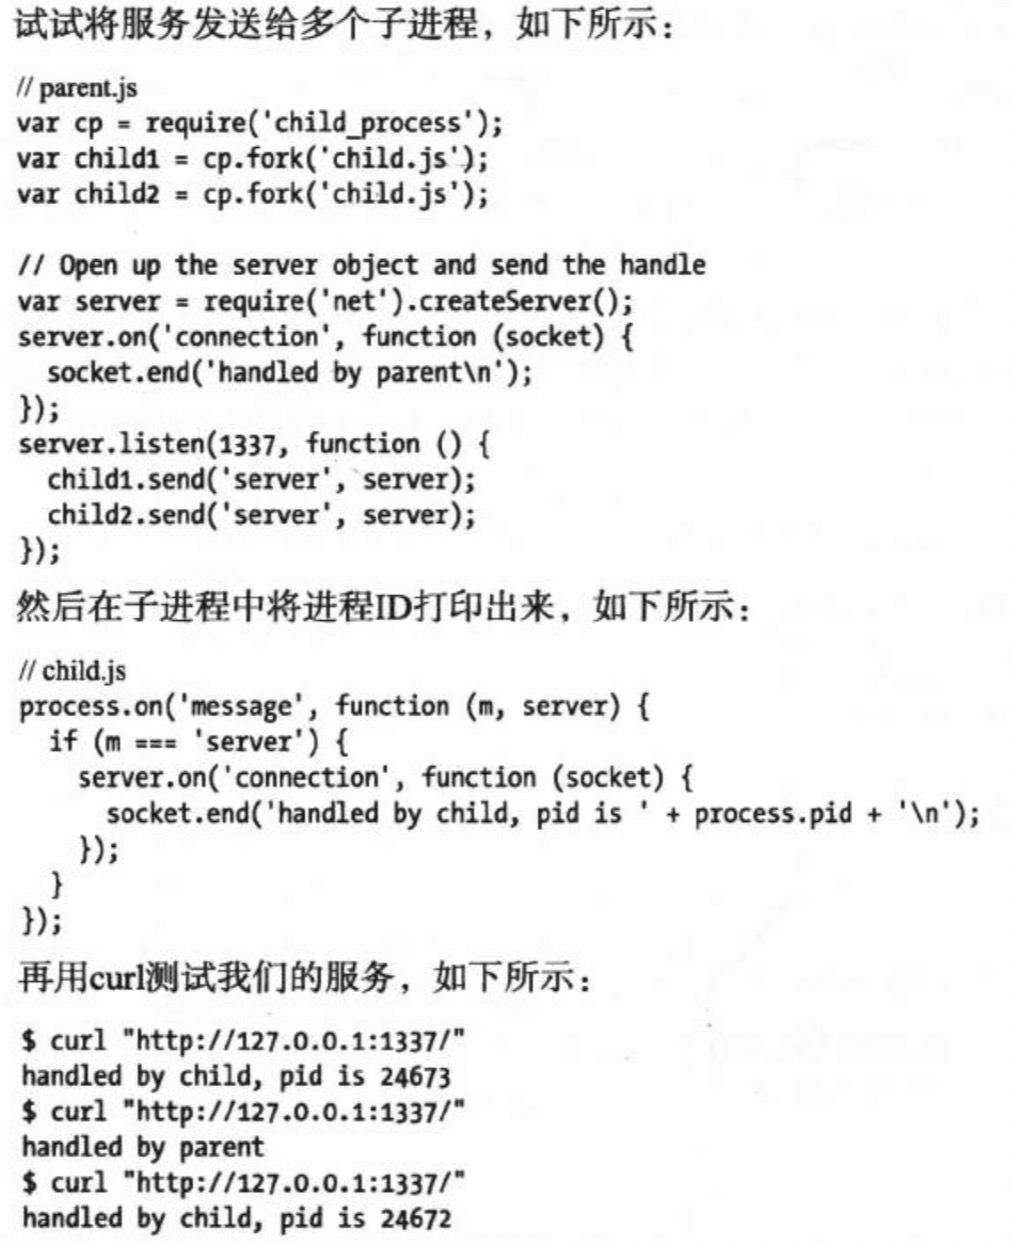 试试将服务发送给多个子进程，如下所示：
// parent.js
var cp = require('child_process');
var child1 = cp.fork('child.js');
var child2 = cp.fork('child.js');
// Open up the server object and send the handle
var server = require('net').createServer();
server.on('connection', function (socket) {
  socket.end('handled by parent\n');
});
server.listen(1337, function () {
  child1.send('server', server);
  child2.send('server', server);
});
然后在子进程中将进程ID打印出来，如下所示：
// child.js
process.on('message', function (m, server) {
  if (m === 'server') {
    server.on('connection', function (socket) {
      socket.end('handled by child, pid is ' + process.pid + '\n');
    });
  }
});
再用curl测试我们的服务，如下所示：
$ curl "http://127.0.0.1:1337/"
handled by child, pid is 24673
$ curl "http://127.0.0.1:1337/"
handled by parent
$ curl "http://127.0.0.1:1337/"
handled by child, pid is 24672